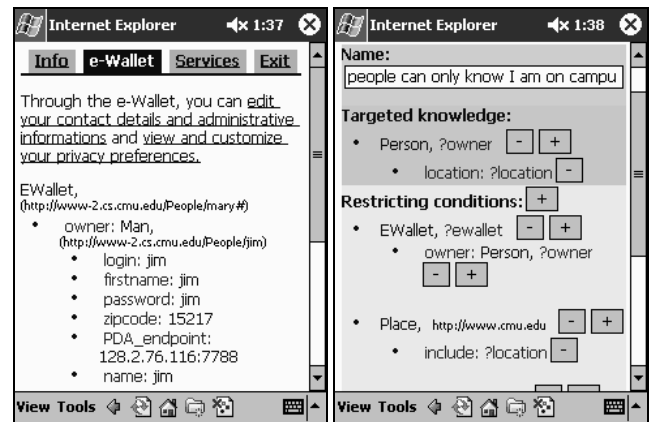 Internet Explorer 1:37
Info e-Wallet Services Exit
Through the e-Wallet, you can edit
your contact details and administrative
informations and view and customize
your privacy preferences.
EWallet,
(http://www-2.cs.cmu.edu/People/mary#)
• owner: Man,
(http://www-2.cs.cmu.edu/People/jim)
• login: jim
• firstname: jim
• password: jim
• zipcode: 15217
• PDA_endpoint:
128.2.76.116:7788
• name: jim
View Tools
Internet Explorer 1:38
Name:
people can only know I am on campu
Targeted knowledge:
• Person, ?owner - +
• location: ?location -
Restricting conditions: +
• EWallet, ?ewallet - +
• owner: Person, ?owner
- +
• Place, http://www.cmu.edu - +
• include: ?location -
View Tools